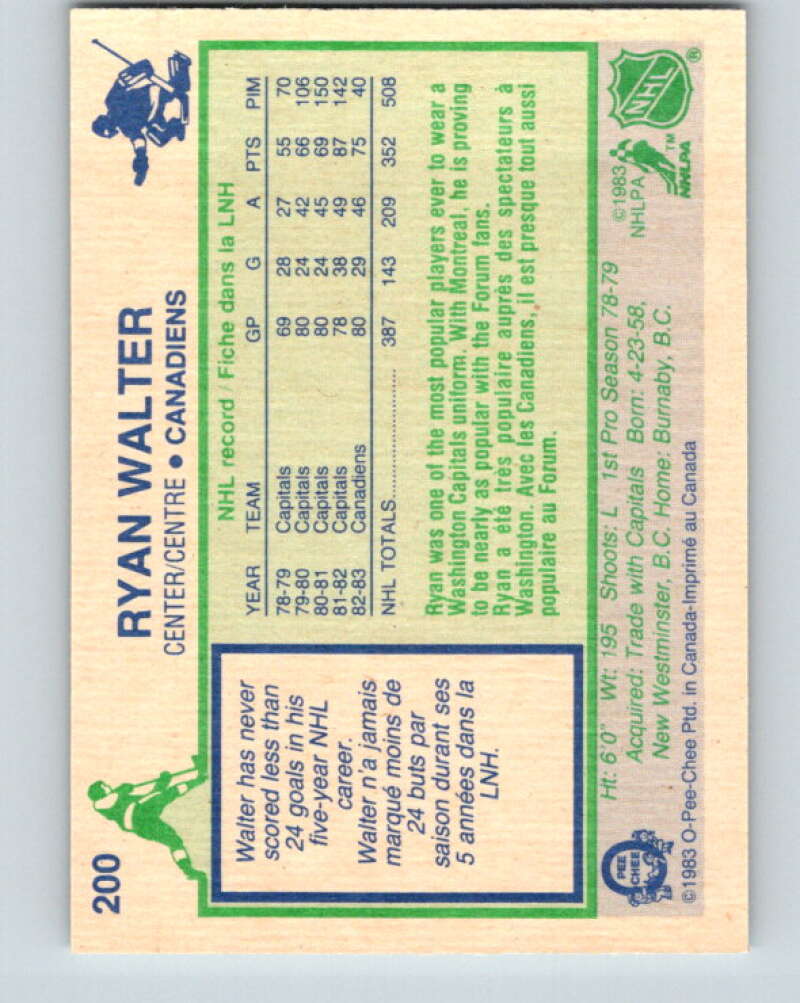 200
RYAN WALTER
CENTER/CENTRE • CANADIENS
Walter has never
scored less than
24 goals in his
five-year NHL
career.
Walter n'a jamais
marqué moins de
24 buts par
saison durant ses
5 années dans la
LNH.
NHL record / Fiche dans la LNH
YEAR TEAM GP G A PTS PIM
78-79 Capitals 69 28 27 55 70
79-80 Capitals 80 24 42 66 106
80-81 Capitals 80 24 45 69 150
81-82 Capitals 78 38 49 87 142
82-83 Canadiens 80 29 46 75 40
NHL TOTALS.................... 387 143 209 352 508
Ryan was one of the most popular players ever to wear a
Washington Capitals uniform. With Montreal, he is proving
to be nearly as popular with the Forum fans.
Ryan a été très populaire auprès des spectateurs à
Washington. Avec les Canadiens, il est presque tout aussi
populaire au Forum.
Ht: 6'0" Wt: 195 Shoots: L 1st Pro Season 78-79
Acquired: Trade with Capitals Born: 4-23-58,
New Westminster, B.C. Home: Burnaby, B.C.
©1983
NHLPA
TM
NHLPA
NHL
®
O
PEE
CHEE
©1983 O-Pee-Chee Ptd. in Canada-Imprimé au Canada